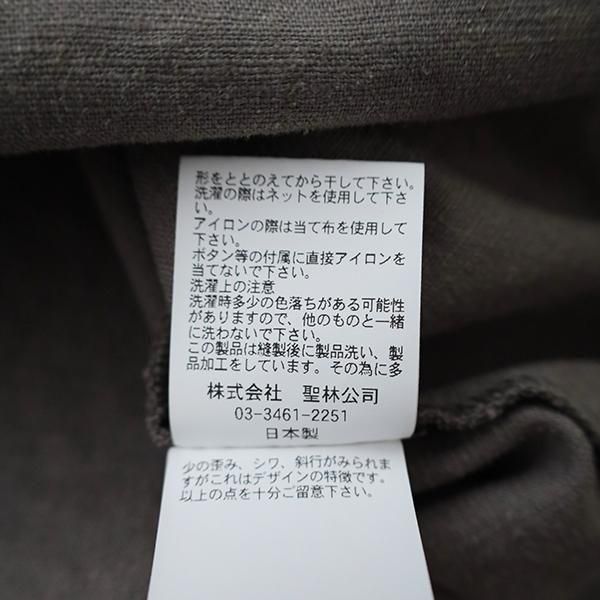 形をととのえてから干して下さい。
洗濯の際はネットを使用して下さ
い。
アイロンの際は当て布を使用して
下さい。
ボタン等の付属に直接アイロンを
当てないで下さい。
洗濯上の注意
洗濯時多少の色落ちがある可能性
がありますので、他のものと一緒
に洗わないで下さい。
この製品は縫製後に製品洗い、製
品加工をしています。その為に多
株式会社 聖林公司
03-3461-2251
日本製
少の歪み、シワ、斜行がみられま
すがこれはデザインの特徴です。
以上の点を十分ご留意下さい。